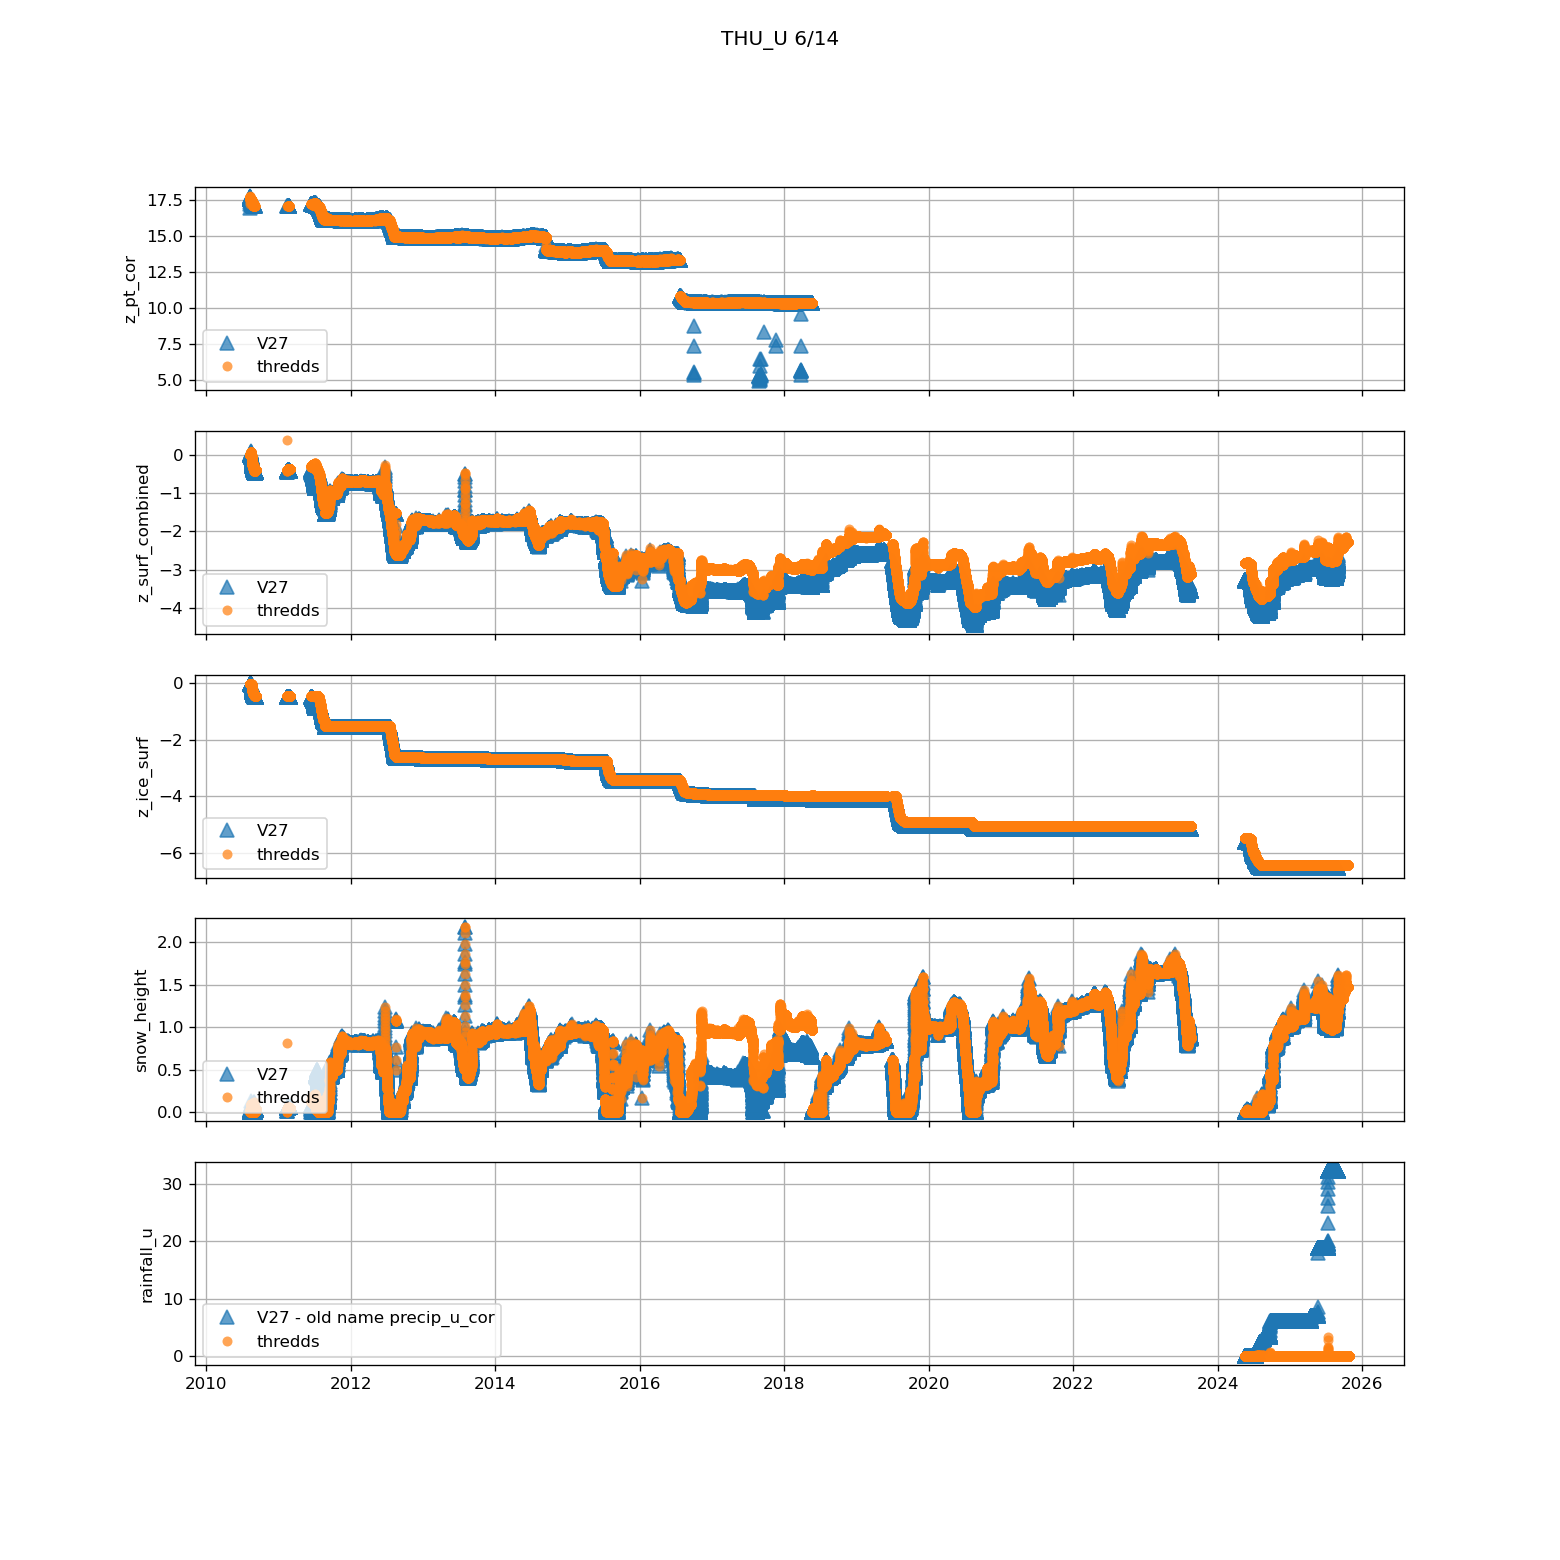 THU_U 6/14
17.5
15.0
12.5
10.0
7.5
5.0
z_pt_cor
V27
thredds
0
−1
−2
−3
−4
z_surf_combined
V27
thredds
0
−2
−4
−6
z_ice_surf
V27
thredds
2.0
1.5
1.0
0.5
0.0
snow_height
V27
thredds
30
20
10
0
rainfall_u
V27 - old name precip_u_cor
thredds
2010 2012 2014 2016 2018 2020 2022 2024 2026